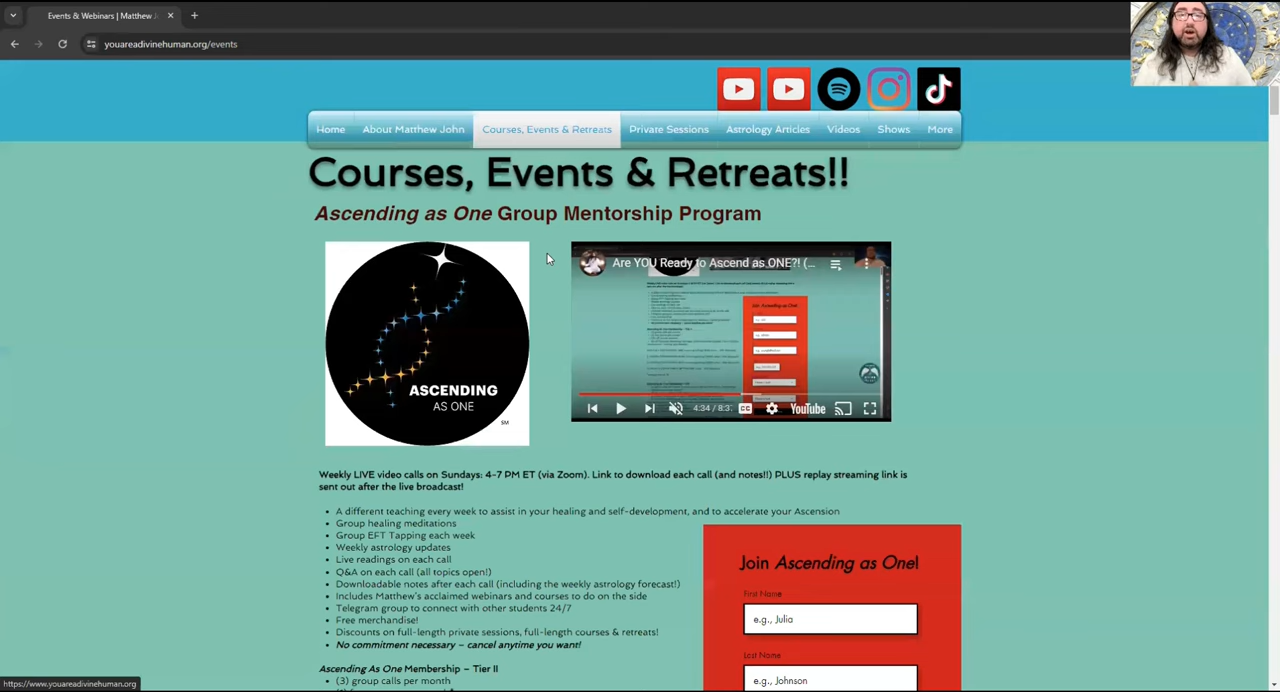 Events & Webinars | Matthew J
youareadivinehuman.org/events
Home
About Matthew John
Courses, Events & Retreats
Private Sessions
Astrology Articles
Videos
Shows
More
Courses, Events & Retreats!!
Ascending as One Group Mentorship Program
ASCENDING
AS ONE
SM
Are YOU Ready to Ascend as ONE?! (...
4:34 / 8:3
CC
YouTube
Weekly LIVE video calls on Sundays: 4-7 PM ET (via Zoom). Link to download each call (and notes!!) PLUS replay streaming link is
sent out after the live broadcast!
• A different teaching every week to assist in your healing and self-development, and to accelerate your Ascension
• Group healing meditations
• Group EFT Tapping each week
• Weekly astrology updates
• Live readings on each call
• Q&A on each call (all topics open!)
• Downloadable notes after each call (including the weekly astrology forecast!)
• Includes Matthew's acclaimed webinars and courses to do on the side
• Telegram group to connect with other students 24/7
• Free merchandise!
• Discounts on full-length private sessions, full-length courses & retreats!
• No commitment necessary – cancel anytime you want!
Ascending As One Membership – Tier II
• (3) group calls per month
Join Ascending as One!
First Name
e.g., Julia
Last Name
e.g., Johnson
https://www.youareadivinehuman.org